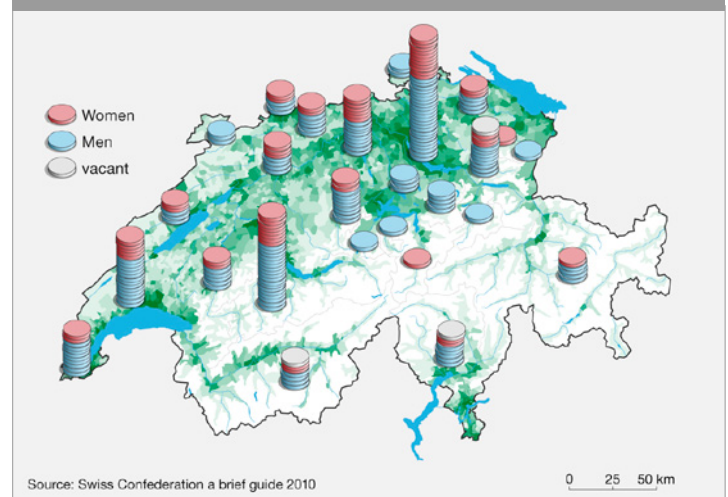 Women
Men
vacant
Source: Swiss Confederation a brief guide 2010
0 25 50 km